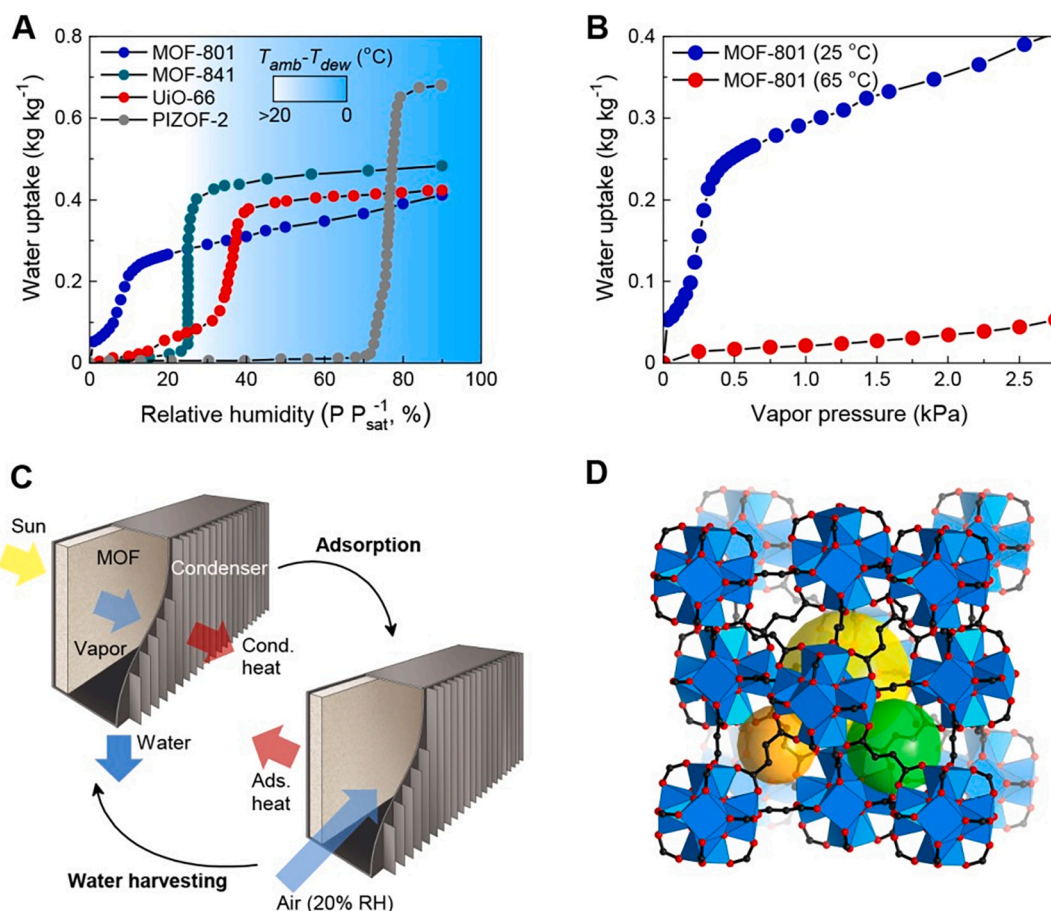 A
MOF-801
MOF-841
UiO-66
PIZOF-2
T_amb-T_dew (°C)
>20
0
0.8
0.6
0.4
0.2
0
0
20
40
60
80
100
Water uptake (kg kg⁻¹)
Relative humidity (P P_sat⁻¹, %)
B
MOF-801 (25 °C)
MOF-801 (65 °C)
0.4
0.3
0.2
0.1
0
0
0.5
1.0
1.5
2.0
2.5
Water uptake (kg kg⁻¹)
Vapor pressure (kPa)
C
Sun
MOF
Condenser
Vapor
Cond.
heat
Water
Adsorption
Ads.
heat
Water harvesting
Air (20% RH)
D